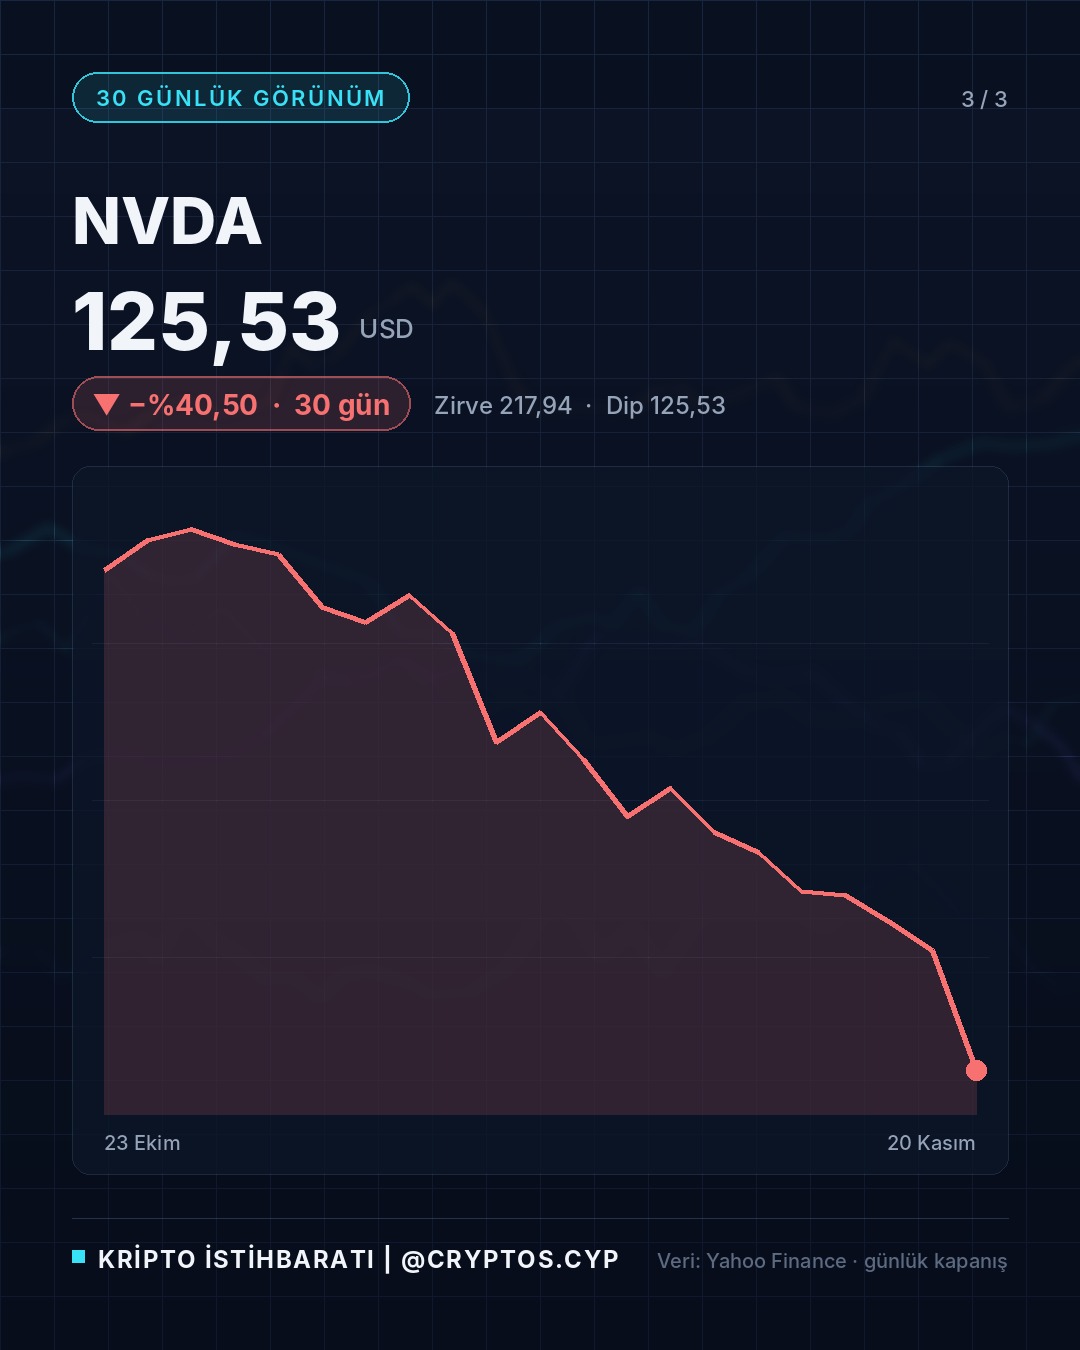 30 GÜNLÜK GÖRÜNÜM
3 / 3
NVDA
125,53 USD
▼ −%40,50 · 30 gün
Zirve 217,94 · Dip 125,53
23 Ekim
20 Kasım
KRİPTO İSTİHBARATI | @CRYPTOS.CYP
Veri: Yahoo Finance · günlük kapanış